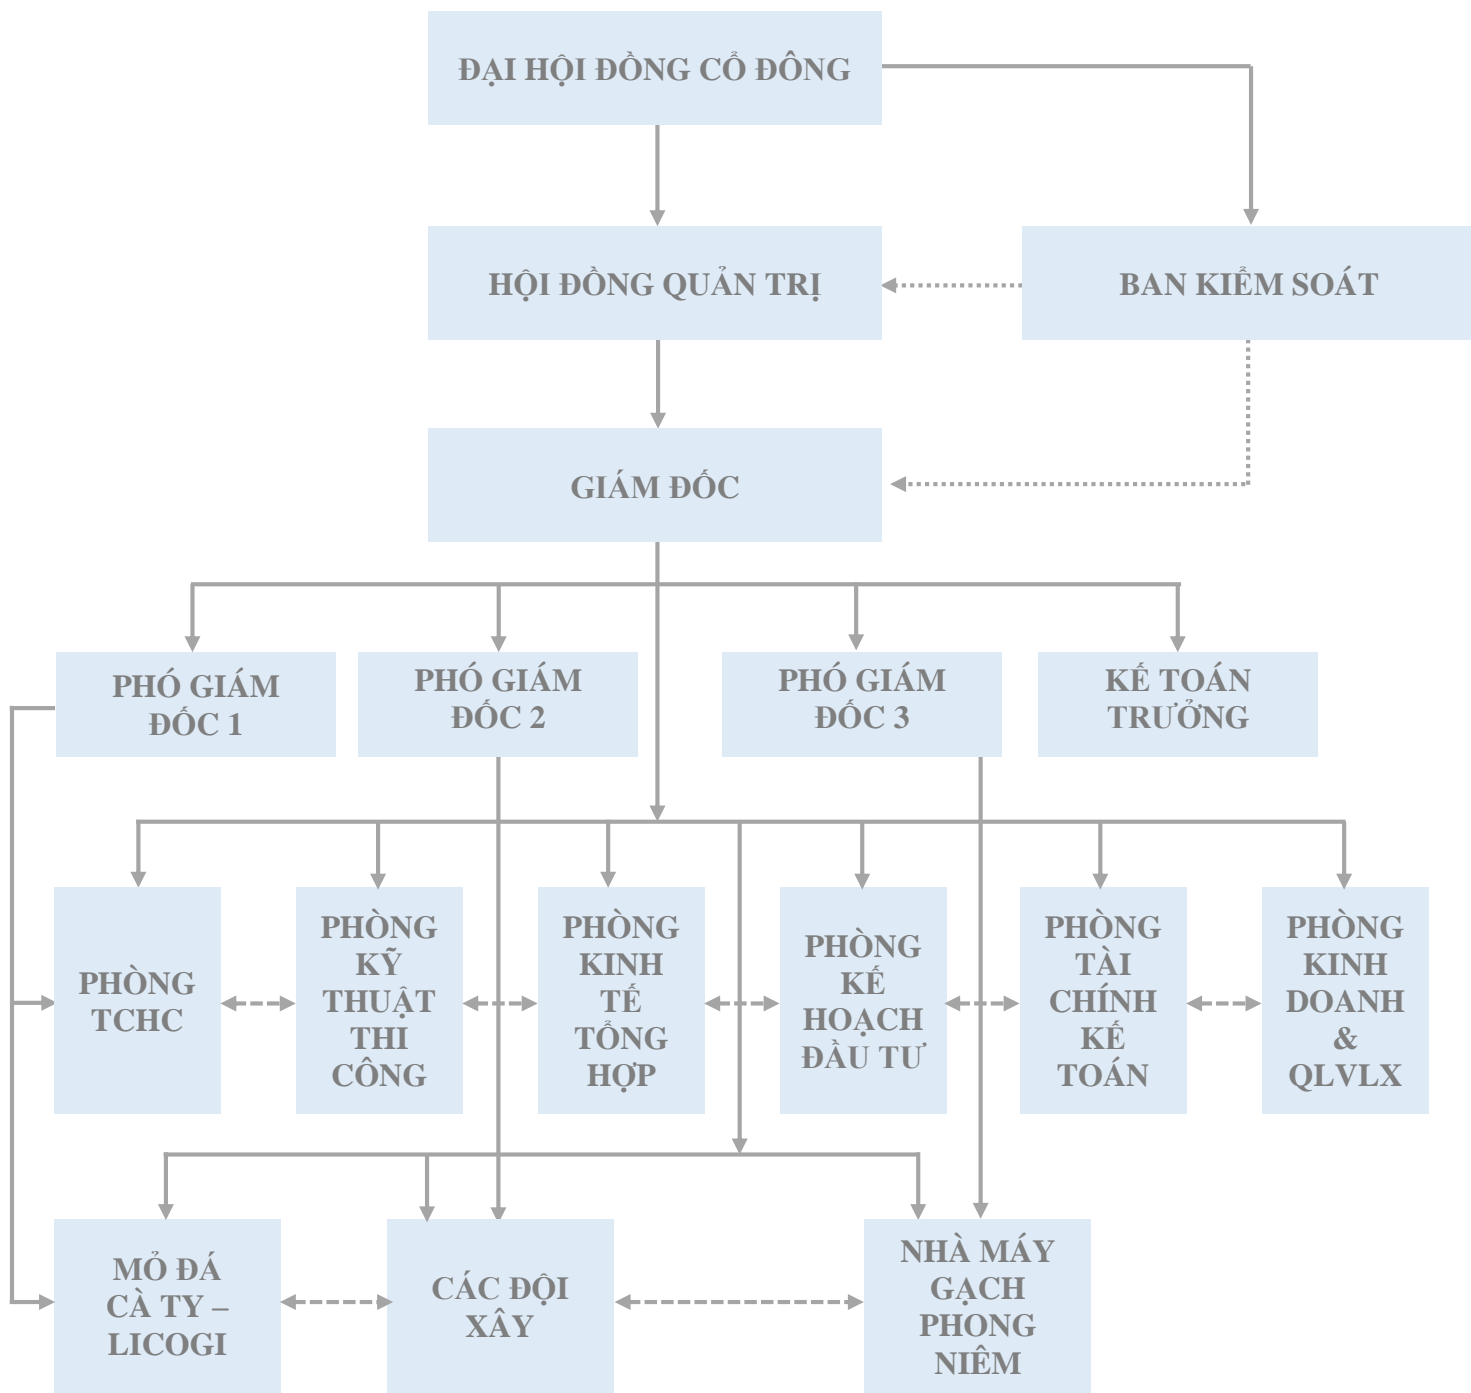 ĐẠI HỘI ĐỒNG CỔ ĐÔNG
HỘI ĐỒNG QUẢN TRỊ
BAN KIỂM SOÁT
GIÁM ĐỐC
PHÓ GIÁM
ĐỐC 1
PHÓ GIÁM
ĐỐC 2
PHÓ GIÁM
ĐỐC 3
KẾ TOÁN
TRƯỞNG
PHÒNG
TCHC
PHÒNG
KỸ
THUẬT
THI
CÔNG
PHÒNG
KINH
TẾ
TỔNG
HỢP
PHÒNG
KẾ
HOẠCH
ĐẦU TƯ
PHÒNG
TÀI
CHÍNH
KẾ
TOÁN
PHÒNG
KINH
DOANH
&
QLVLX
MỎ ĐÁ
CÀ TY –
LICOGI
CÁC ĐỘI
XÂY
NHÀ MÁY
GẠCH
PHONG
NIÊM